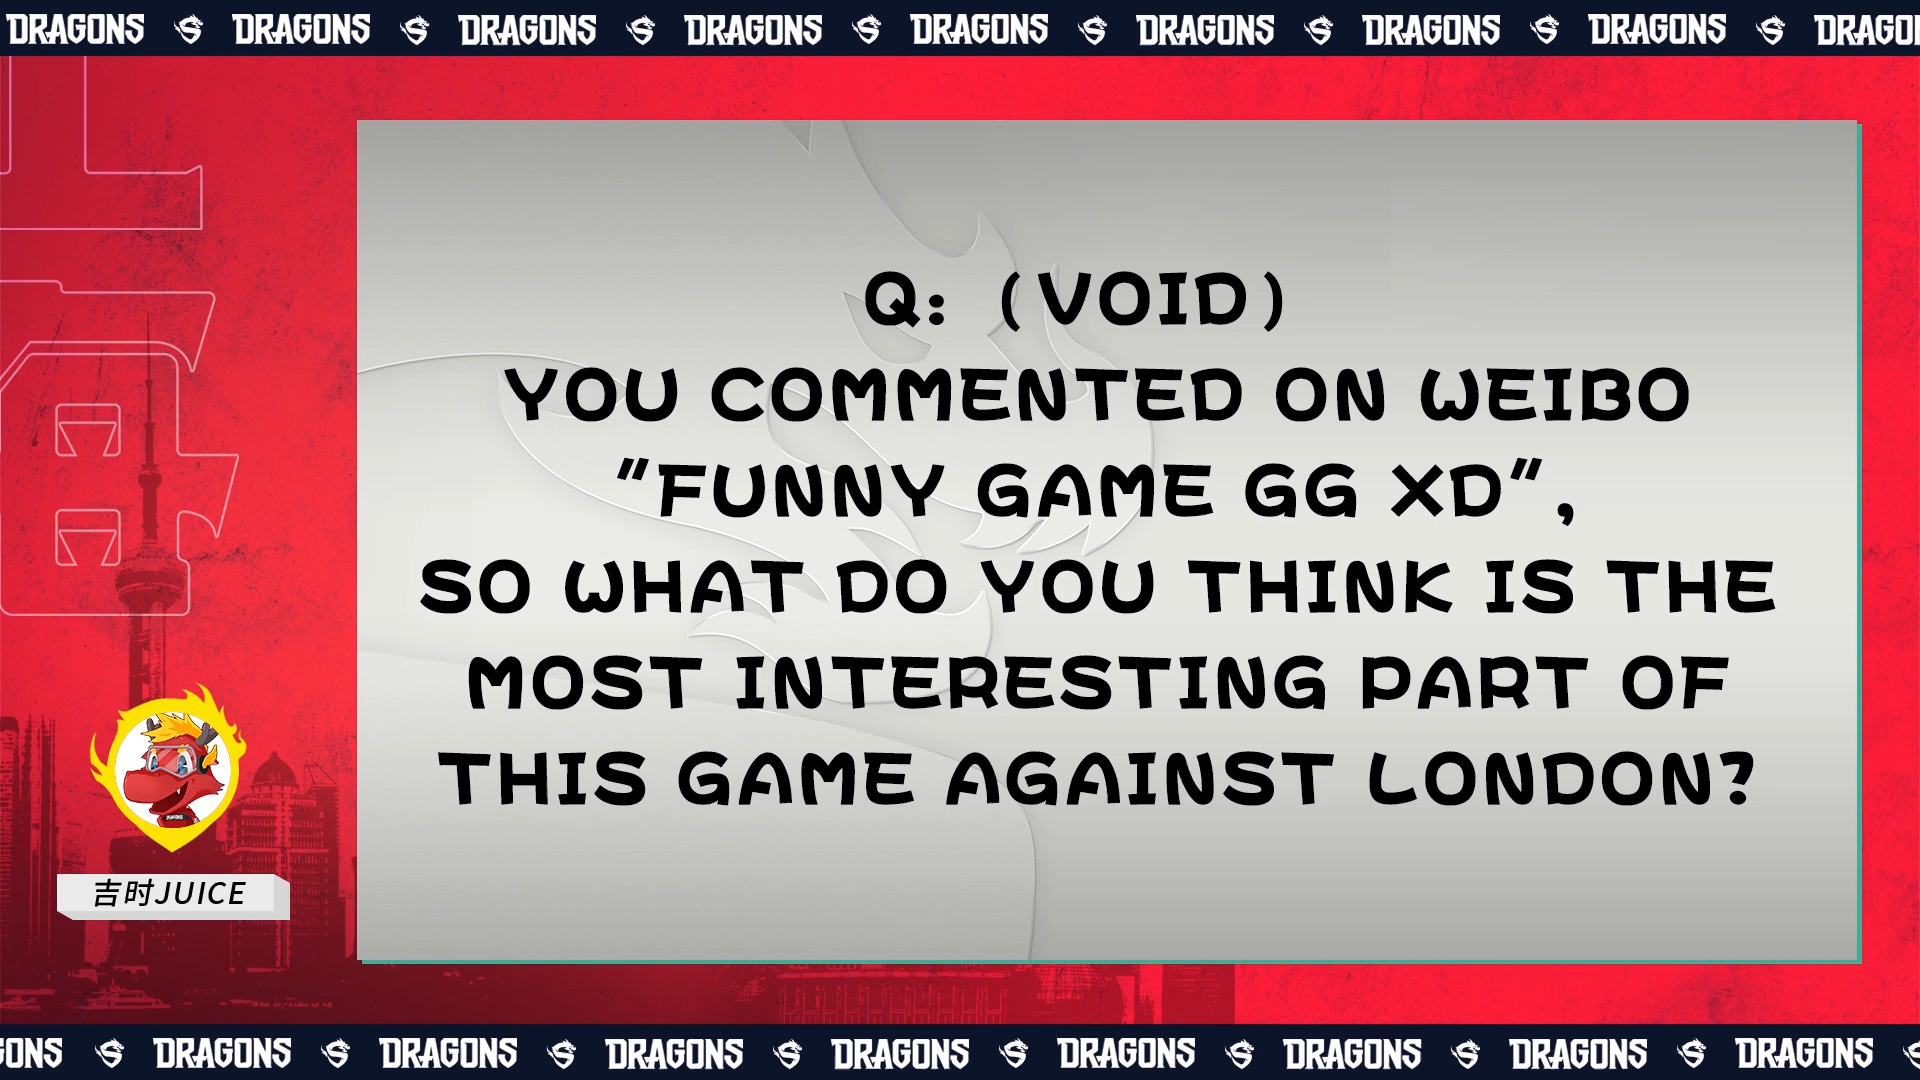 DRAGONS DRAGONS DRAGONS DRAGONS DRAGONS DRAGONS DRAGONS DRAGONS DRAGO
Q: (VOID)
YOU COMMENTED ON WEIBO
"FUNNY GAME GG XD",
SO WHAT DO YOU THINK IS THE
MOST INTERESTING PART OF
THIS GAME AGAINST LONDON?
吉时JUICE
GONS DRAGONS DRAGONS DRAGONS DRAGONS DRAGONS DRAGONS DRAGONS DRAGONS